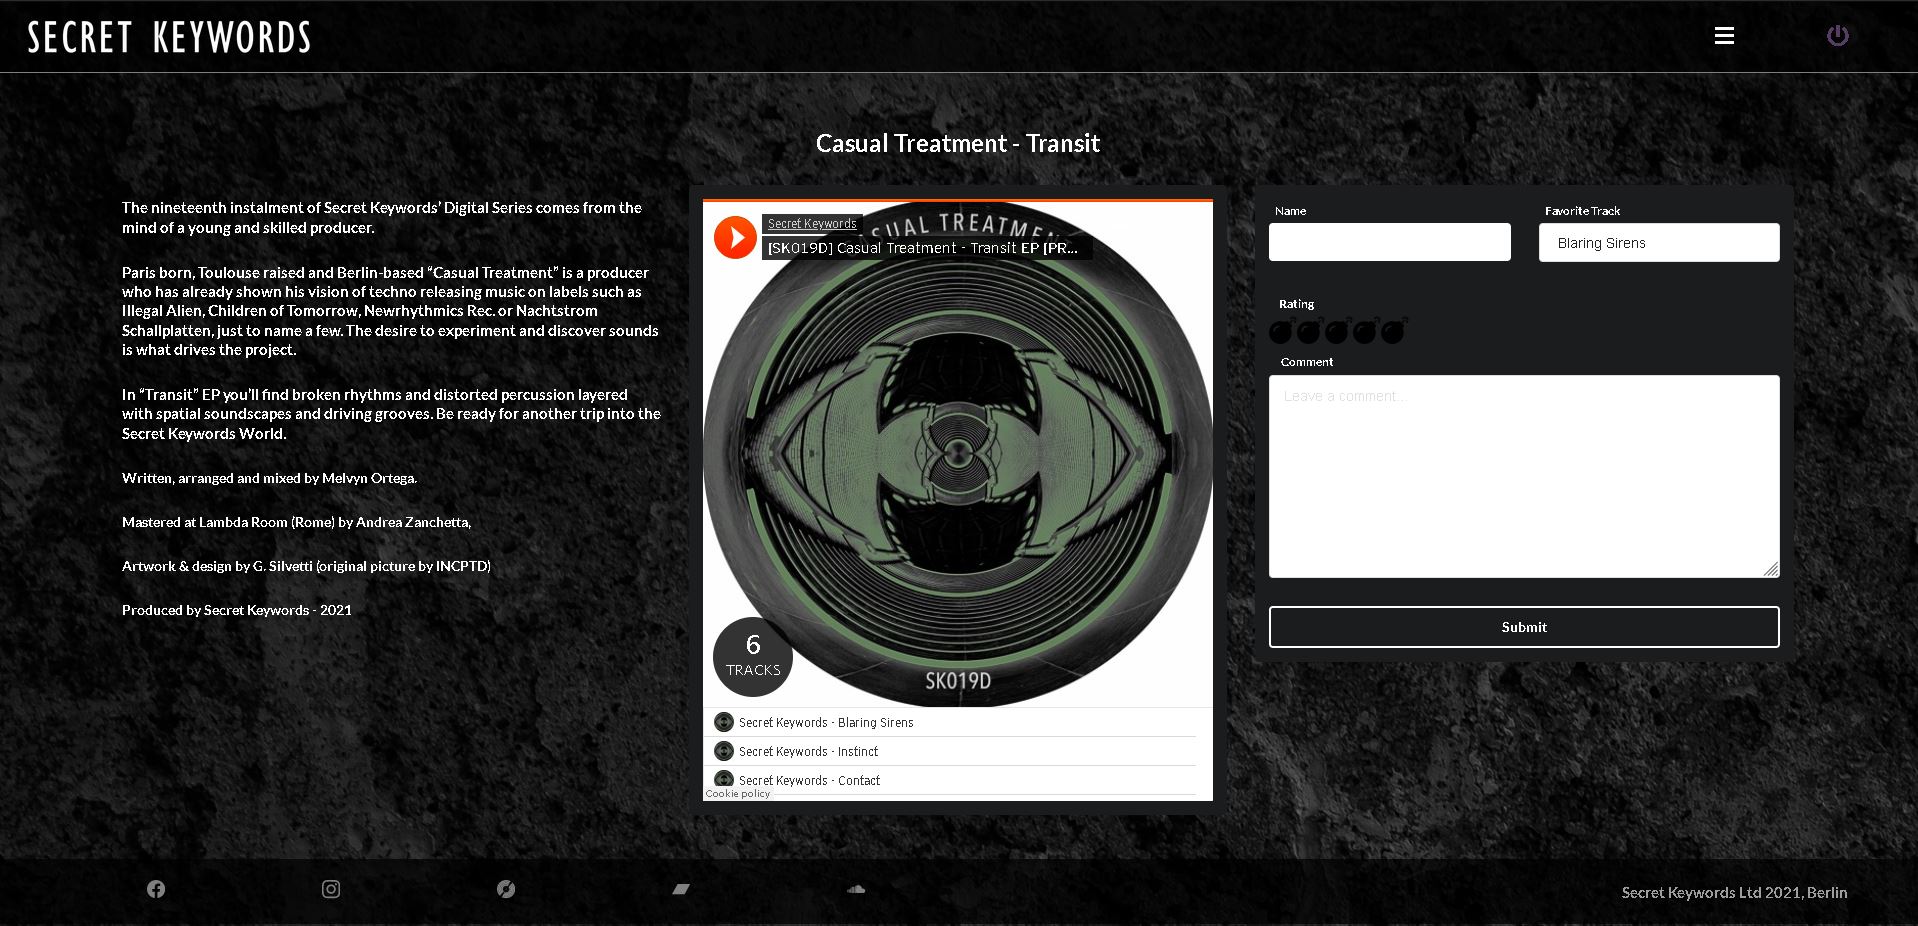 SECRET KEYWORDS
Casual Treatment - Transit
The nineteenth instalment of Secret Keywords’ Digital Series comes from the
mind of a young and skilled producer.
Paris born, Toulouse raised and Berlin-based “Casual Treatment” is a producer
who has already shown his vision of techno releasing music on labels such as
Illegal Alien, Children of Tomorrow, Newrhythmics Rec. or Nachtstrom
Schallplatten, just to name a few. The desire to experiment and discover sounds
is what drives the project.
In “Transit” EP you’ll find broken rhythms and distorted percussion layered
with spatial soundscapes and driving grooves. Be ready for another trip into the
Secret Keywords World.
Written, arranged and mixed by Melvyn Ortega.
Mastered at Lambda Room (Rome) by Andrea Zanchetta,
Artwork & design by G. Silvetti (original picture by INCPTD)
Produced by Secret Keywords - 2021
Secret Keywords
[SK019D] Casual Treatment - Transit EP [PR...
SUAL TREATMEN
6
TRACKS
SK019D
Secret Keywords - Blaring Sirens
Secret Keywords - Instinct
Secret Keywords - Contact
Cookie policy
Name
Favorite Track
Blaring Sirens
Rating
Comment
Leave a comment...
Submit
Secret Keywords Ltd 2021, Berlin